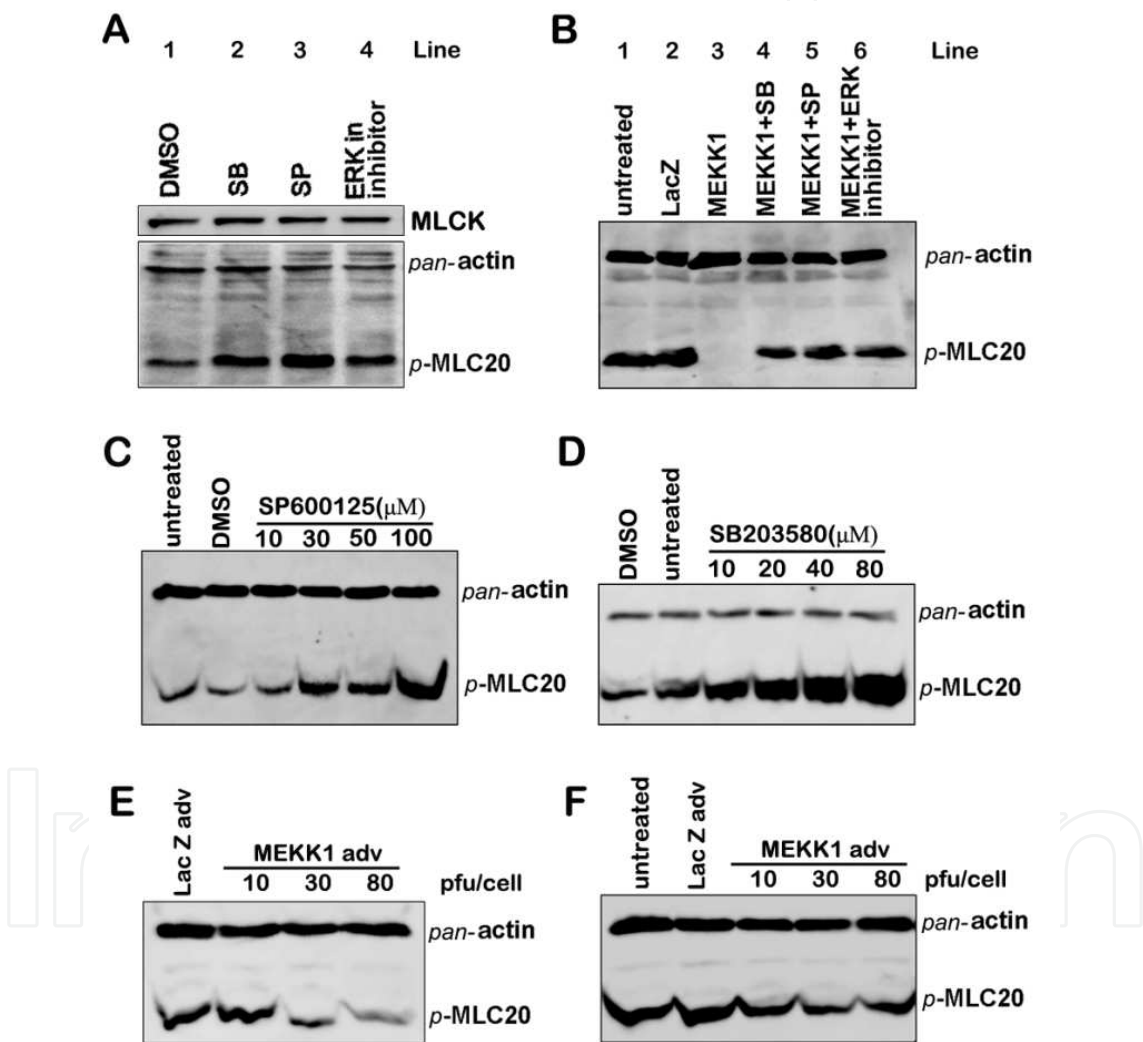 A
1 2 3 4 Line
DMSO
SB
SP
ERK in
inhibitor
MLCK
pan-actin
p-MLC20
B
1 2 3 4 5 6 Line
untreated
LacZ
MEKK1
MEKK1+SB
MEKK1+SP
MEKK1+ERK
inhibitor
pan-actin
p-MLC20
C
untreated
DMSO
SP600125(μM)
10 30 50 100
pan-actin
p-MLC20
D
DMSO
untreated
SB203580(μM)
10 20 40 80
pan-actin
p-MLC20
E
Lac Z adv
MEKK1 adv
10 30 80 pfu/cell
pan-actin
p-MLC20
F
untreated
Lac Z adv
MEKK1 adv
10 30 80 pfu/cell
pan-actin
p-MLC20